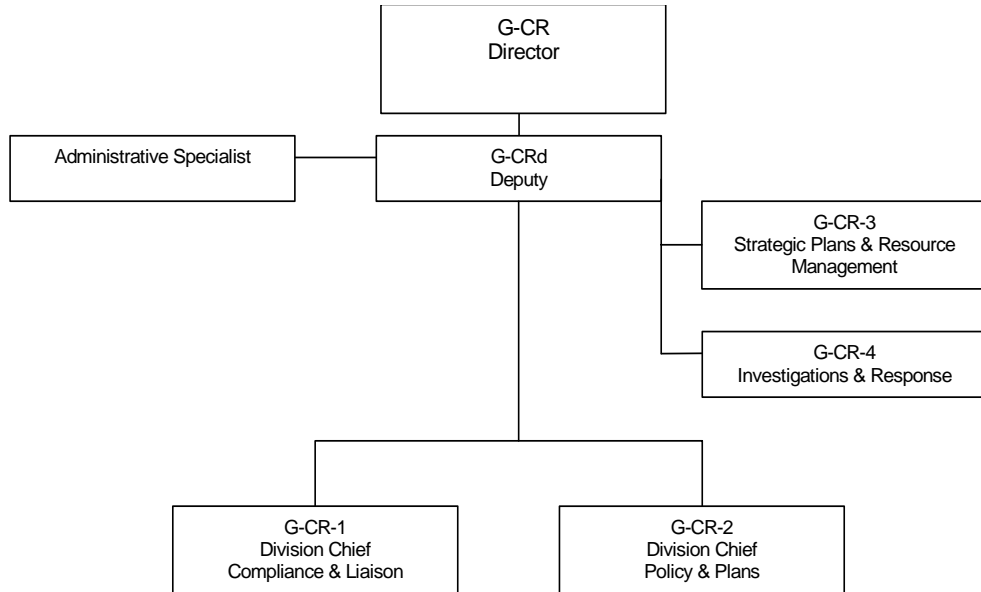 G-CR
Director
Administrative Specialist
G-CRd
Deputy
G-CR-3
Strategic Plans & Resource
Management
G-CR-4
Investigations & Response
G-CR-1
Division Chief
Compliance & Liaison
G-CR-2
Division Chief
Policy & Plans